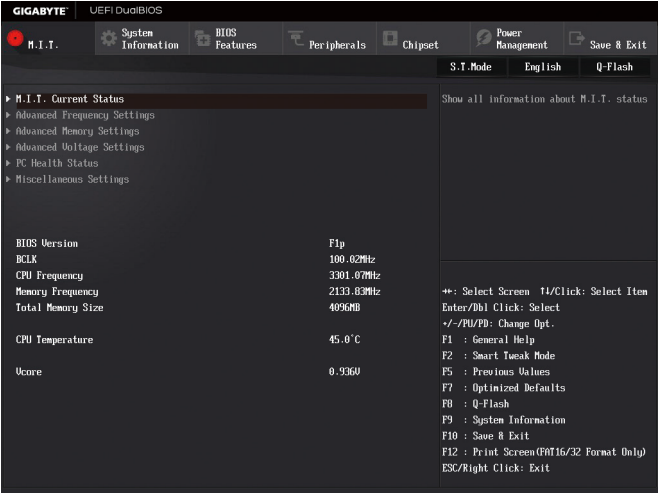 GIGABYTE™ UEFI DualBIOS
M.I.T.
System Information
BIOS Features
Peripherals
Chipset
Power Management
Save & Exit
S.T.Mode English Q-Flash
M.I.T. Current Status
Advanced Frequency Settings
Advanced Memory Settings
Advanced Voltage Settings
PC Health Status
Miscellaneous Settings
Show all information about M.I.T. status
BIOS Version F1p
BCLK 100.02MHz
CPU Frequency 3301.07MHz
Memory Frequency 2133.83MHz
Total Memory Size 4096MB
CPU Temperature 45.0°C
Vcore 0.936V
→←: Select Screen ↑↓/Click: Select Item
Enter/Dbl Click: Select
+/-/PU/PD: Change Opt.
F1 : General Help
F2 : Smart Tweak Mode
F5 : Previous Values
F7 : Optimized Defaults
F8 : Q-Flash
F9 : System Information
F10 : Save & Exit
F12 : Print Screen(FAT16/32 Format Only)
ESC/Right Click: Exit